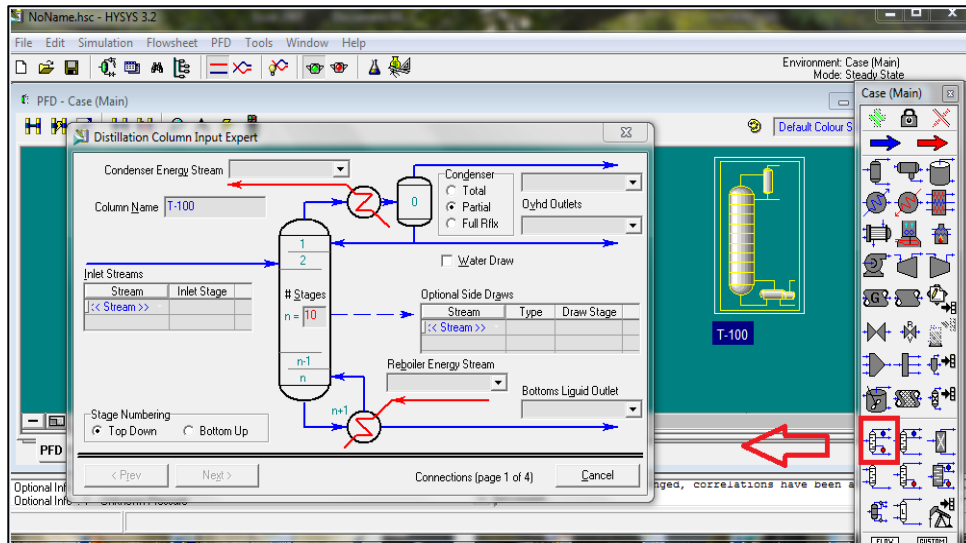 NoName.hsc - HYSYS 3.2
File Edit Simulation Flowsheet PFD Tools Window Help
Environment: Case (Main)
Mode: Steady State
PFD - Case (Main)
Default Colour S
Case (Main)
Distillation Column Input Expert
Condenser Energy Stream
Column Name T-100
0
Condenser
Total
Partial
Full Rflx
Ovhd Outlets
Water Draw
1
2
Inlet Streams
Stream Inlet Stage
<< Stream >>
# Stages
n = 10
Optional Side Draws
Stream Type Draw Stage
<< Stream >>
n-1
n
n+1
Reboiler Energy Stream
Bottoms Liquid Outlet
Stage Numbering
Top Down Bottom Up
< Prev Next > Connections (page 1 of 4) Cancel
T-100
PFD
Optional Inf
Optional Info
Unknown Pressure
nged, correlations have been a
FLOW CUSTOM